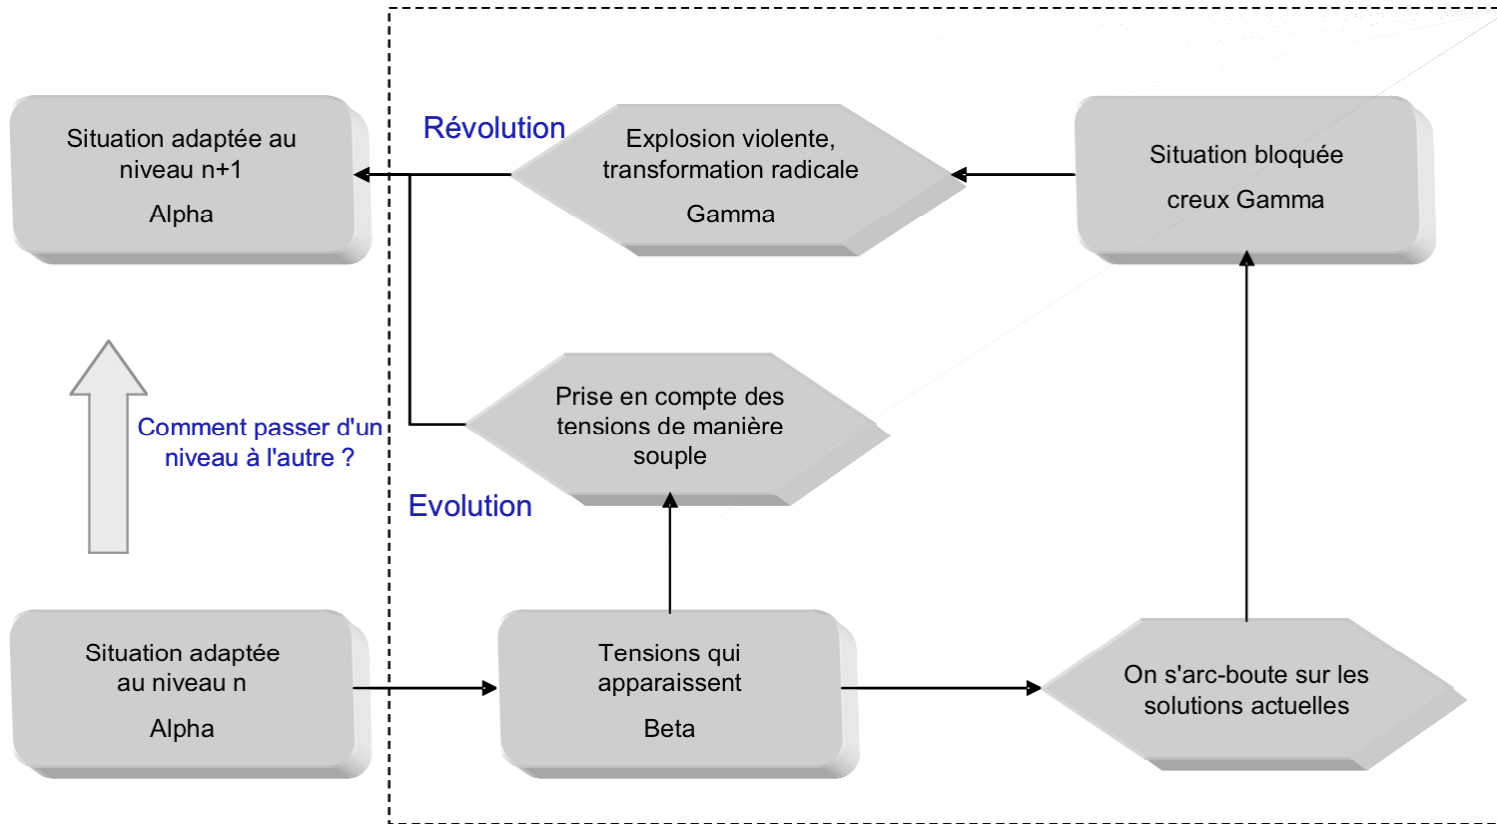 Révolution
Situation adaptée au
niveau n+1
Alpha
Explosion violente,
transformation radicale
Gamma
Situation bloquée
creux Gamma
Prise en compte des
tensions de manière
souple
Comment passer d'un
niveau à l'autre ?
Evolution
Situation adaptée
au niveau n
Alpha
Tensions qui
apparaissent
Beta
On s'arc-boute sur les
solutions actuelles